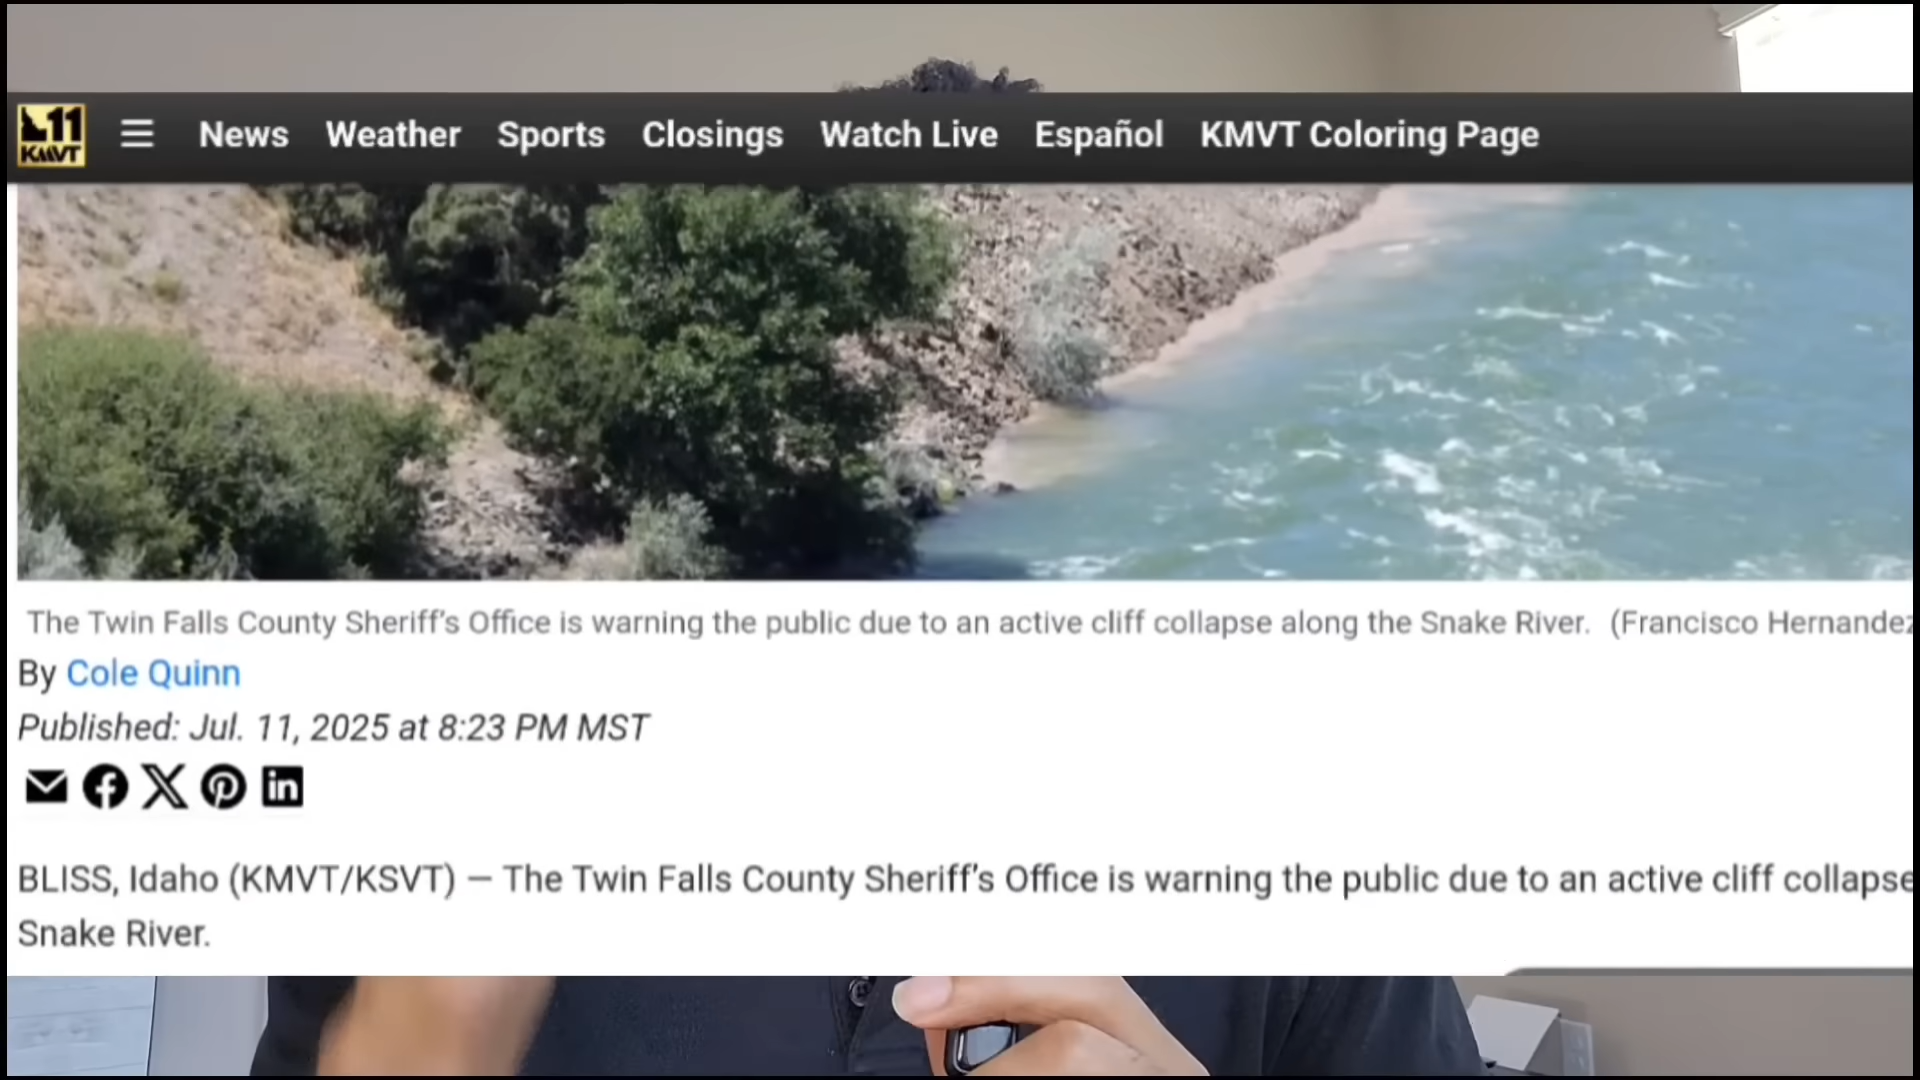 11
KMVT
News Weather Sports Closings Watch Live Español KMVT Coloring Page
The Twin Falls County Sheriff's Office is warning the public due to an active cliff collapse along the Snake River. (Francisco Hernandez
By Cole Quinn
Published: Jul. 11, 2025 at 8:23 PM MST
BLISS, Idaho (KMVT/KSVT) — The Twin Falls County Sheriff's Office is warning the public due to an active cliff collapse
Snake River.